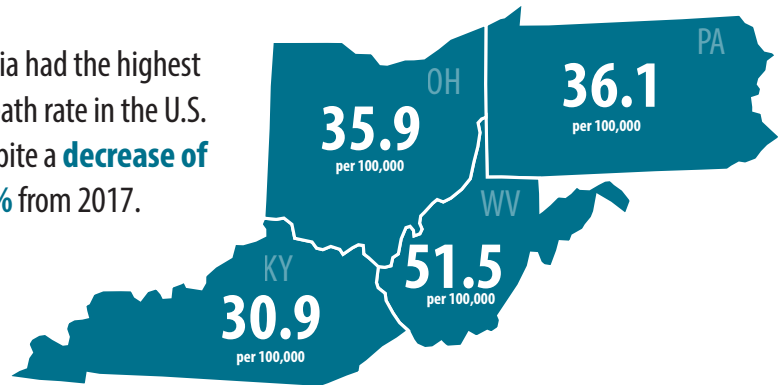 ia had the highest
ath rate in the U.S.
pite a decrease of
% from 2017.
OH
35.9
per 100,000
PA
36.1
per 100,000
WV
51.5
per 100,000
KY
30.9
per 100,000